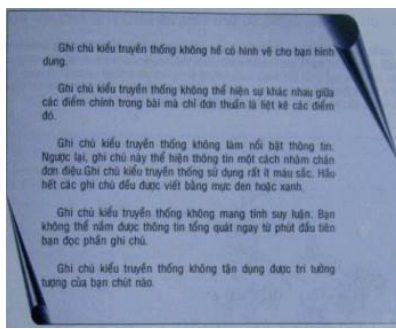 Ghi chú kiểu truyền thống không hề có hình vẽ cho bạn hình
dung.
Ghi chú kiểu truyền thống không thể hiện sự khác nhau giữa
các điểm chính trong bài mà chỉ đơn thuần là liệt kê các điểm
đó.
Ghi chú kiểu truyền thống không làm nổi bật thông tin.
Ngược lại, ghi chú này thể hiện thông tin một cách nhàm chán
đơn điệu.Ghi chú kiểu truyền thống sử dụng rất ít màu sắc. Hầu
hết các ghi chú đều được viết bằng mực đen hoặc xanh.
Ghi chú kiểu truyền thống không mang tính suy luận. Bạn
không thể nắm được thông tin tổng quát ngay từ phút đầu tiên
bạn đọc phần ghi chú.
Ghi chú kiểu truyền thống không tận dụng được trí tưởng
tượng của bạn chút nào.